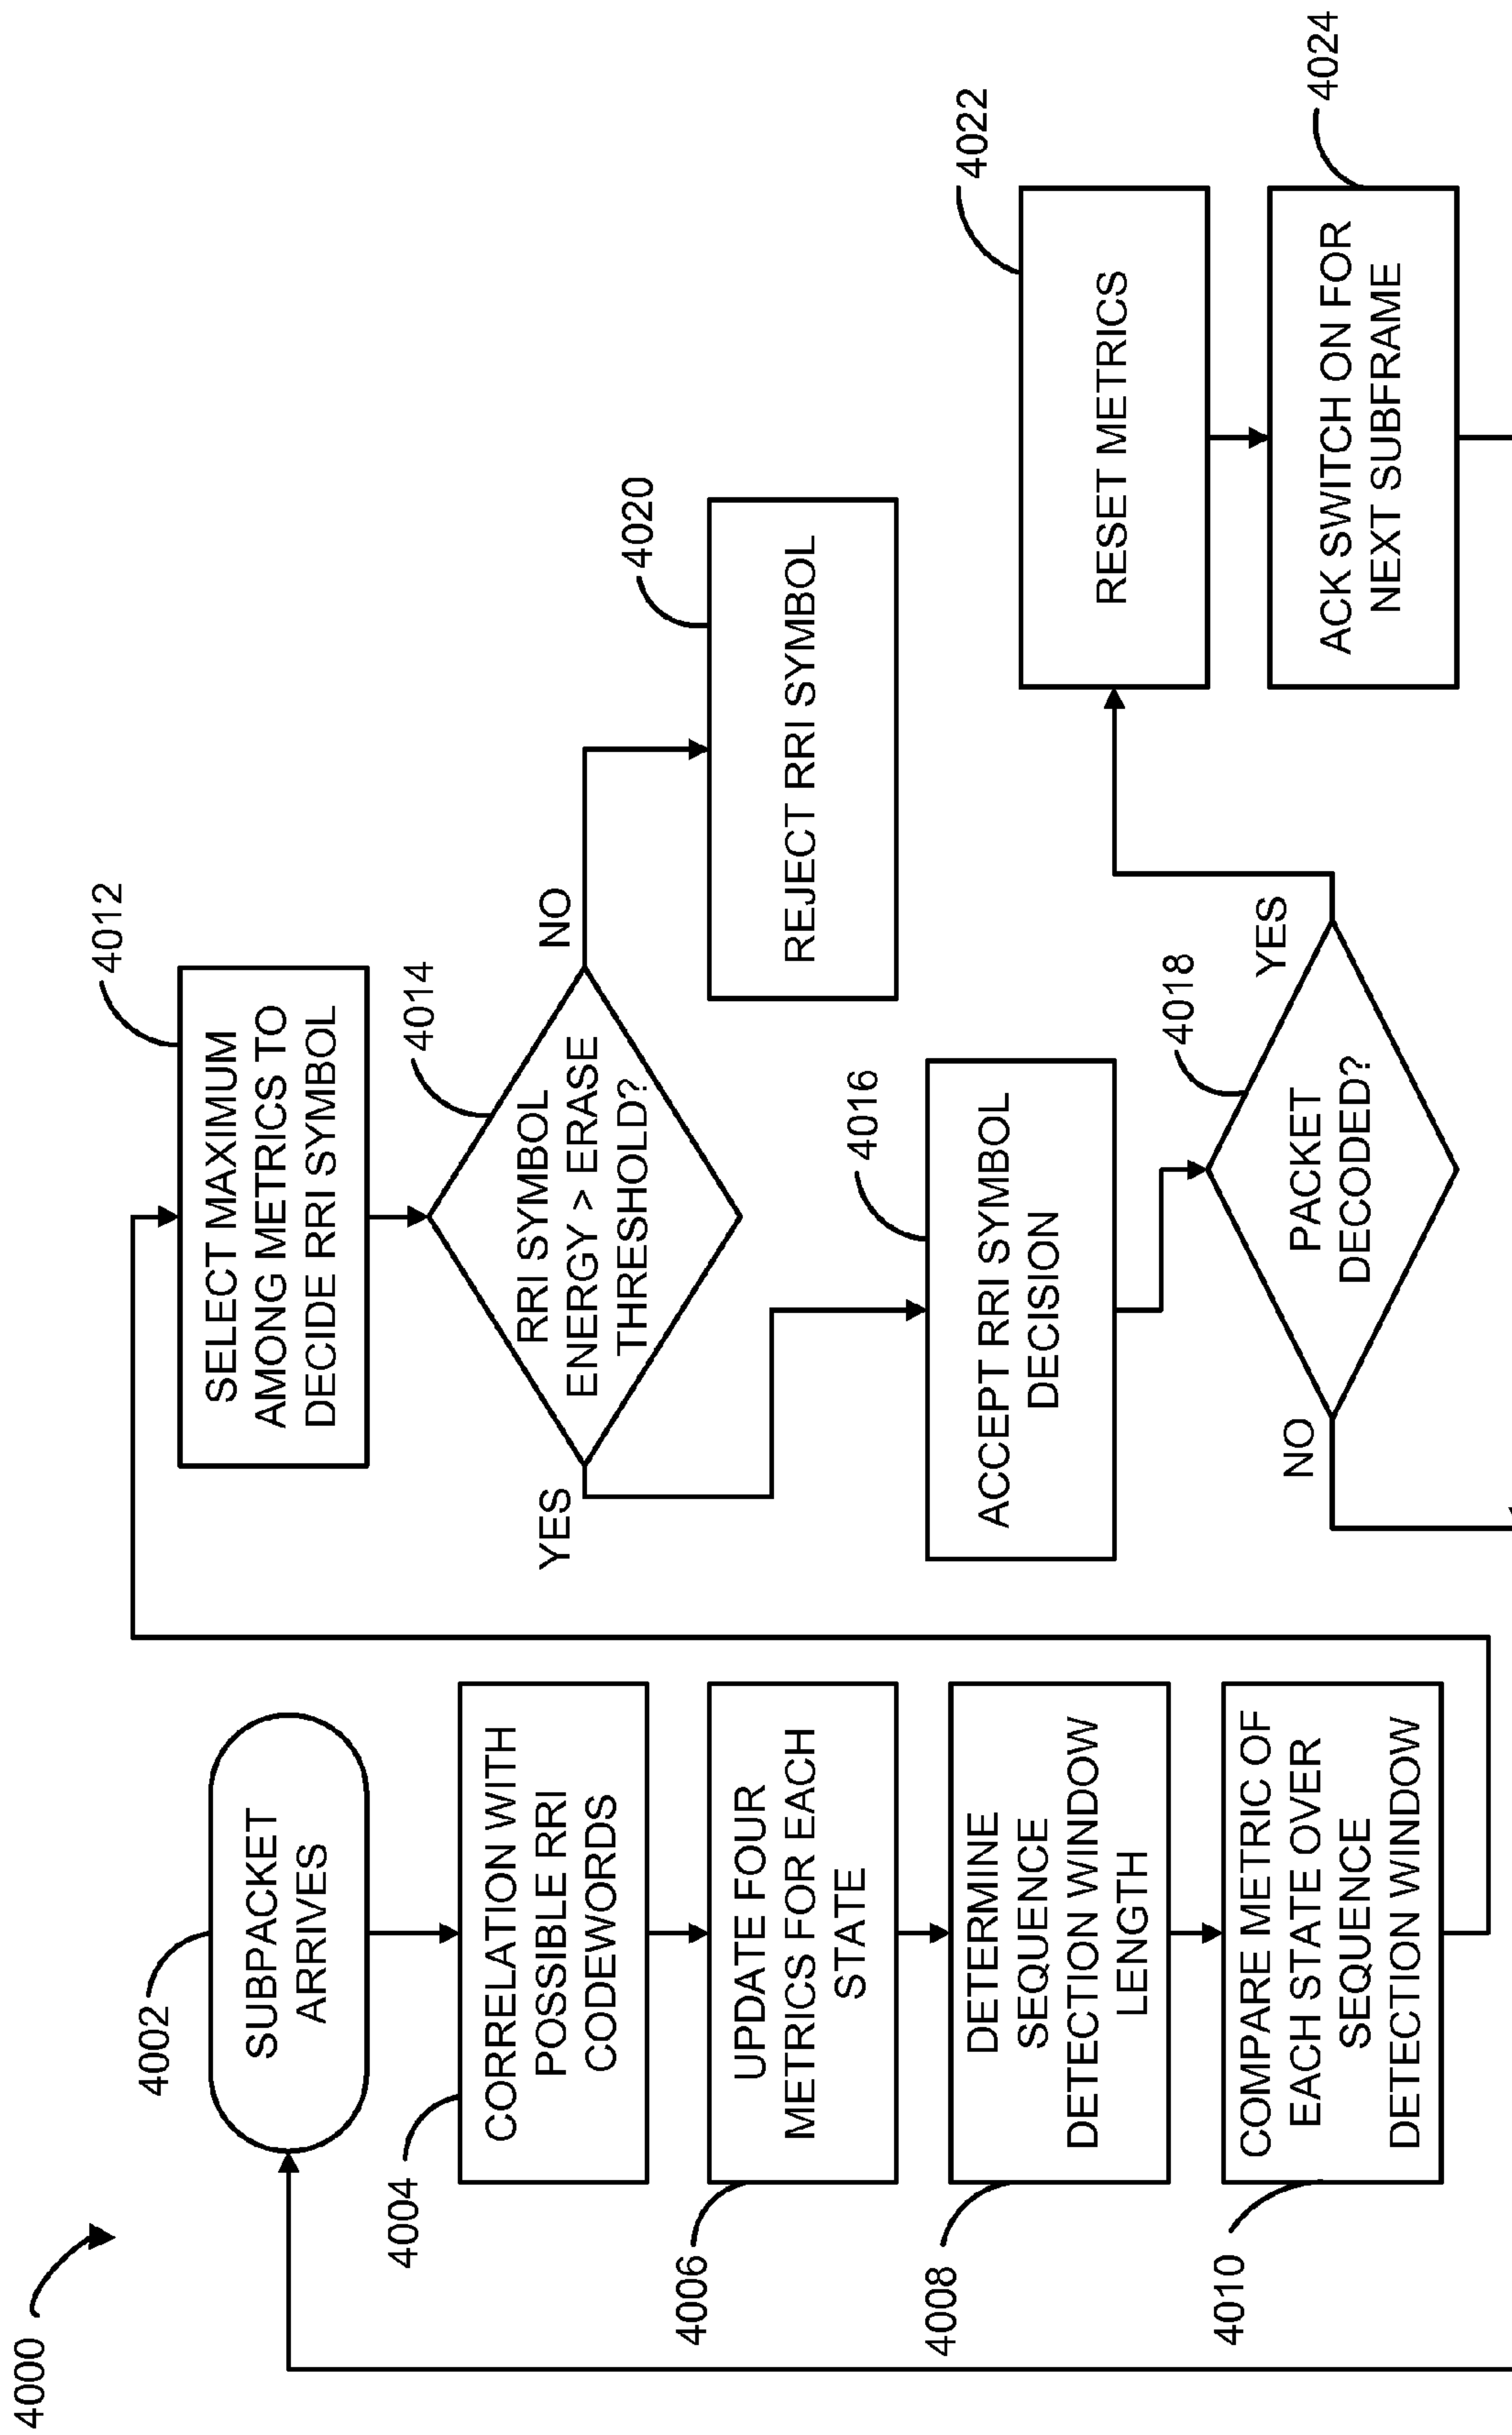 4000
4002
SUBPACKET
ARRIVES
4004
CORRELATION WITH
POSSIBLE RRI
CODEWORDS
4006
UPDATE FOUR
METRICS FOR EACH
STATE
4008
DETERMINE
SEQUENCE
DETECTION WINDOW
LENGTH
4010
COMPARE METRIC OF
EACH STATE OVER
SEQUENCE
DETECTION WINDOW
4012
SELECT MAXIMUM
AMONG METRICS TO
DECIDE RRI SYMBOL
4014
RRI SYMBOL
ENERGY > ERASE
THRESHOLD?
YES
NO
4016
ACCEPT RRI SYMBOL
DECISION
4020
REJECT RRI SYMBOL
4018
PACKET
DECODED?
NO
YES
4022
RESET METRICS
4024
ACK SWITCH ON FOR
NEXT SUBFRAME